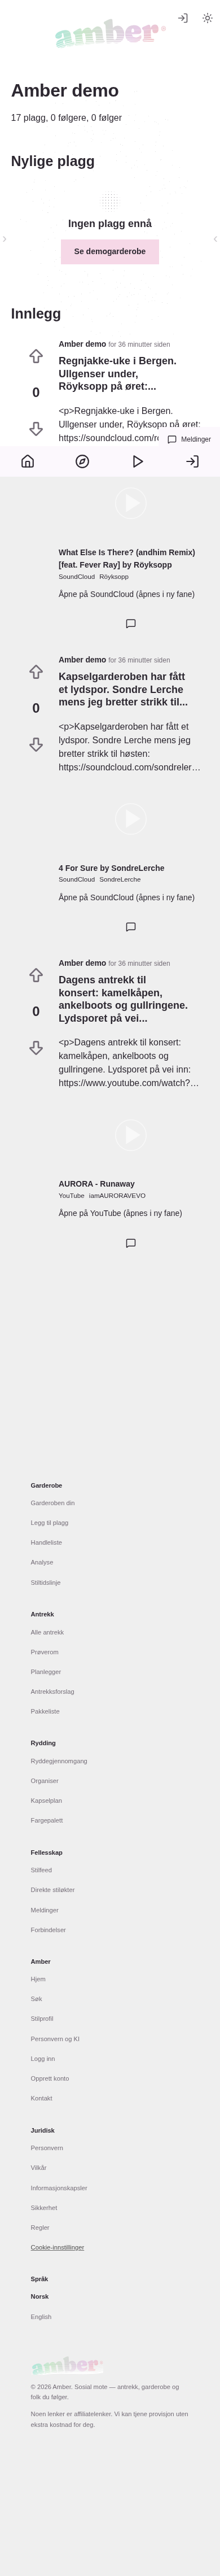 amber
Amber demo
17 plagg, 0 følgere, 0 følger
Nylige plagg
Ingen plagg ennå
Se demogarderobe
Innlegg
Amber demo for 36 minutter siden
Regnjakke-uke i Bergen.
Ullgenser under,
Röyksopp på øret:...
0
<p>Regnjakke-uke i Bergen.
Ullgenser under, Röyksopp på øret:
Meldinger
What Else Is There? (andhim Remix)
[feat. Fever Ray] by Röyksopp
SoundCloud Röyksopp
Åpne på SoundCloud (åpnes i ny fane)
Amber demo for 36 minutter siden
Kapselgarderoben har fått
et lydspor. Sondre Lerche
mens jeg bretter strikk til...
0
<p>Kapselgarderoben har fått et
lydspor. Sondre Lerche mens jeg
bretter strikk til høsten:
https://soundcloud.com/sondreler…
4 For Sure by SondreLerche
SoundCloud SondreLerche
Åpne på SoundCloud (åpnes i ny fane)
Amber demo for 36 minutter siden
Dagens antrekk til
konsert: kamelkåpen,
ankelboots og gullringene.
Lydsporet på vei...
0
<p>Dagens antrekk til konsert:
kamelkåpen, ankelboots og
gullringene. Lydsporet på vei inn:
https://www.youtube.com/watch?…
AURORA - Runaway
YouTube iamAURORAVEVO
Åpne på YouTube (åpnes i ny fane)
Garderobe
Garderoben din
Legg til plagg
Handleliste
Analyse
Stiltidslinje
Antrekk
Alle antrekk
Prøverom
Planlegger
Antrekksforslag
Pakkeliste
Rydding
Ryddegjennomgang
Organiser
Kapselplan
Fargepalett
Fellesskap
Stilfeed
Direkte stiløkter
Meldinger
Forbindelser
Amber
Hjem
Søk
Stilprofil
Personvern og KI
Logg inn
Opprett konto
Kontakt
Juridisk
Personvern
Vilkår
Informasjonskapsler
Sikkerhet
Regler
Cookie-innstillinger
Språk
Norsk
English
amber
© 2026 Amber. Sosial mote — antrekk, garderobe og
folk du følger.
Noen lenker er affiliatelenker. Vi kan tjene provisjon uten
ekstra kostnad for deg.